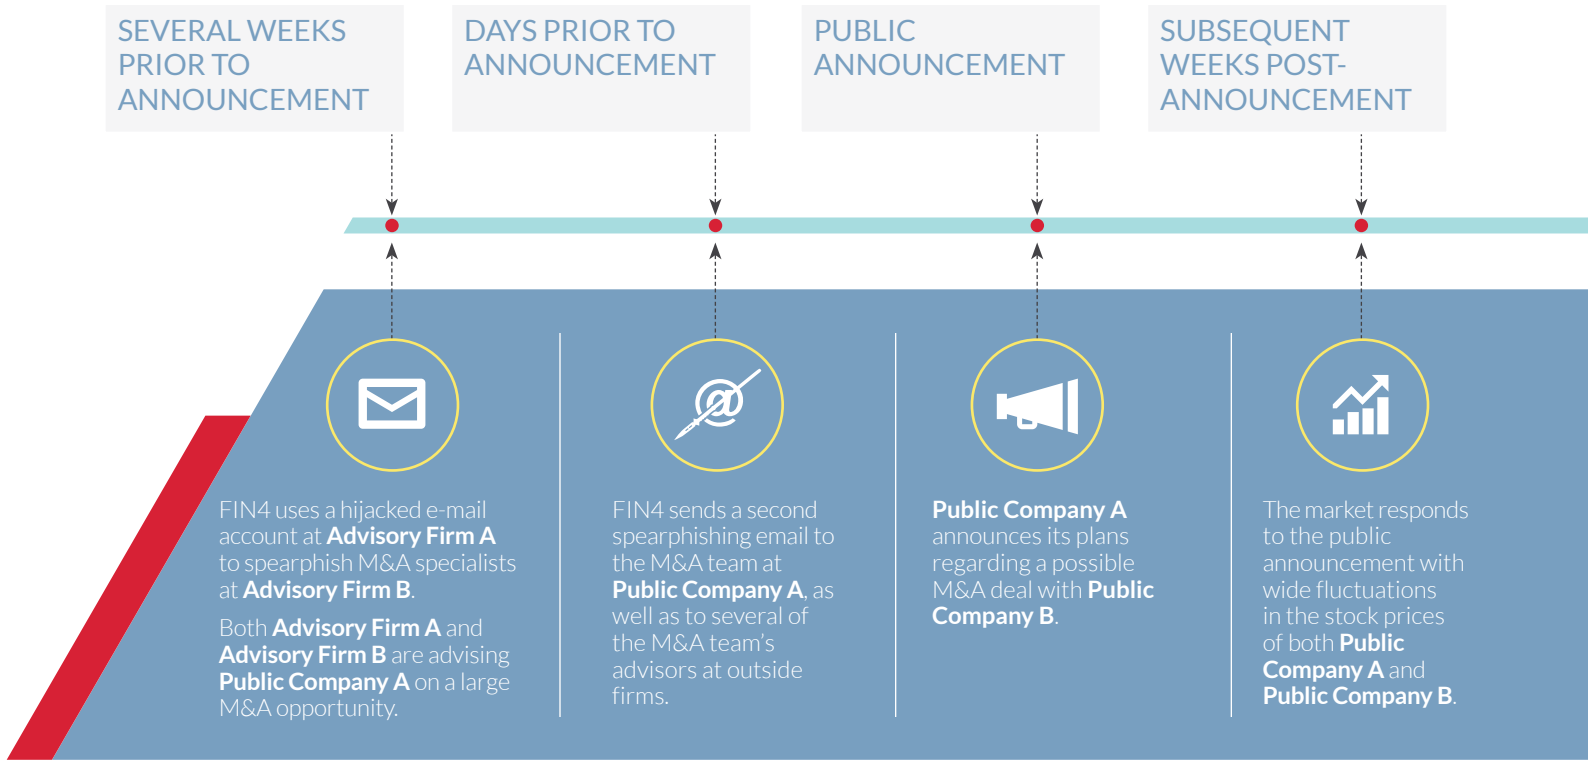 SEVERAL WEEKS
PRIOR TO
ANNOUNCEMENT
DAYS PRIOR TO
ANNOUNCEMENT
PUBLIC
ANNOUNCEMENT
SUBSEQUENT
WEEKS POST-
ANNOUNCEMENT
FIN4 uses a hijacked e-mail
account at Advisory Firm A
to spearphish M&A specialists
at Advisory Firm B.
Both Advisory Firm A and
Advisory Firm B are advising
Public Company A on a large
M&A opportunity.
FIN4 sends a second
spearphishing email to
the M&A team at
Public Company A, as
well as to several of
the M&A team's
advisors at outside
firms.
Public Company A
announces its plans
regarding a possible
M&A deal with Public
Company B.
The market responds
to the public
announcement with
wide fluctuations
in the stock prices
of both Public
Company A and
Public Company B.